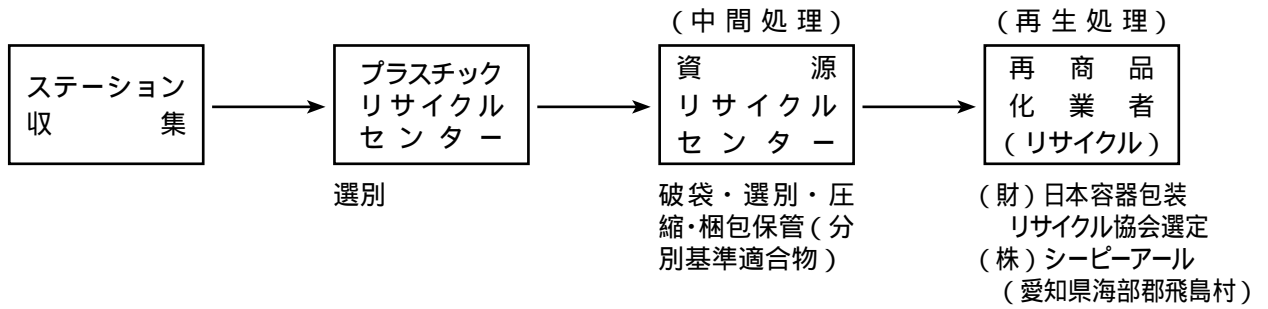 ステーション
収集
プラスチック
リサイクル
センター
選別
(中間処理)
資源
リサイクル
センター
破袋・選別・圧
縮・梱包保管(分
別基準適合物)
(再生処理)
再商品
化業者
(リサイクル)
(財)日本容器包装
リサイクル協会選定
(株)シーピーアール
(愛知県海部郡飛島村)